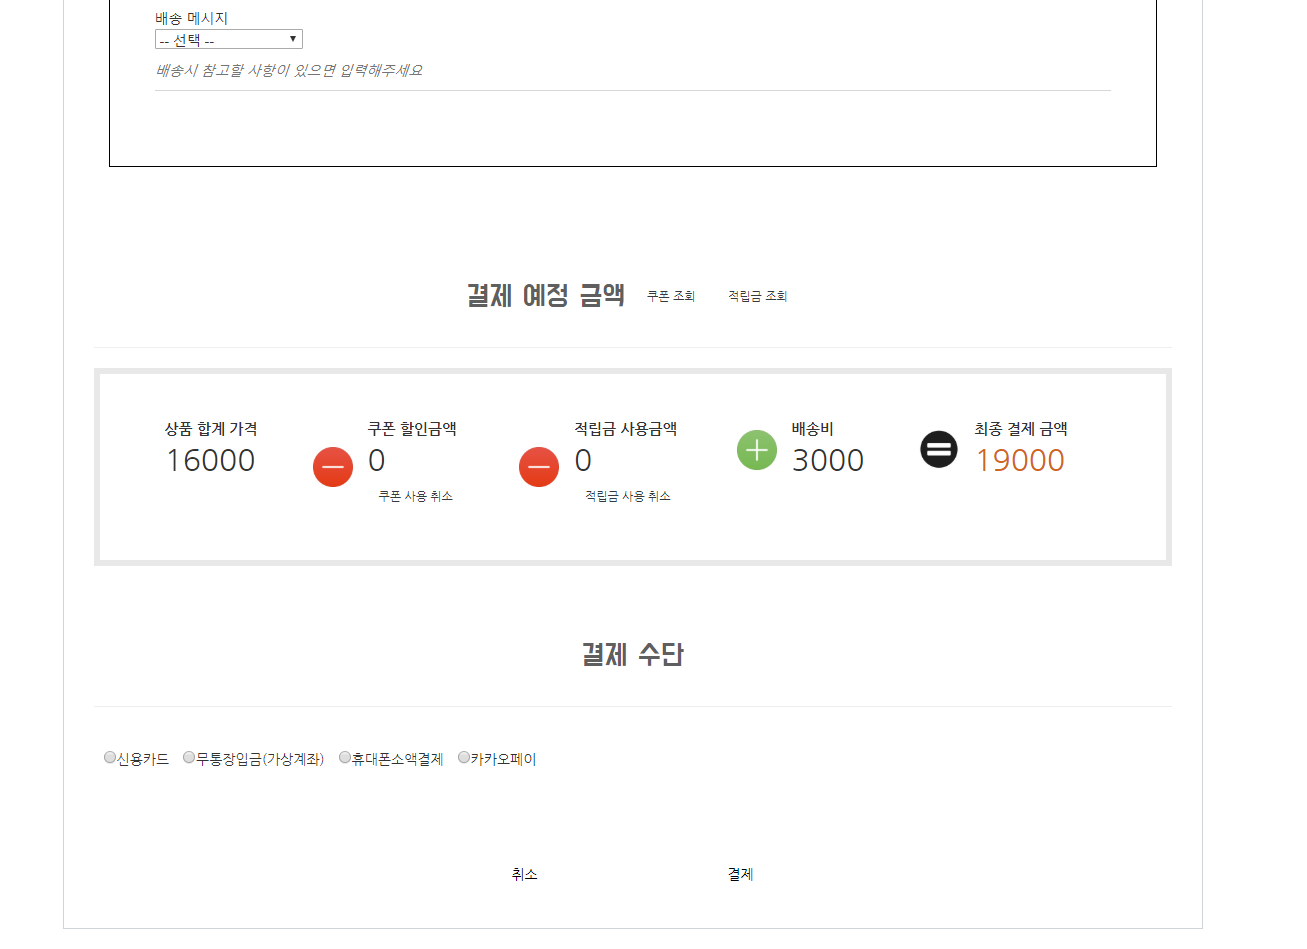 배송 메시지
-- 선택 --
배송시 참고할 사항이 있으면 입력해주세요
결제 예정 금액 쿠폰 조회 적립금 조회
상품 합계 가격 쿠폰 할인금액 적립금 사용금액 배송비 최종 결제 금액
16000 0 0 3000 19000
쿠폰 사용 취소 적립금 사용 취소
결제 수단
신용카드 무통장입금(가상계좌) 휴대폰소액결제 카카오페이
취소 결제